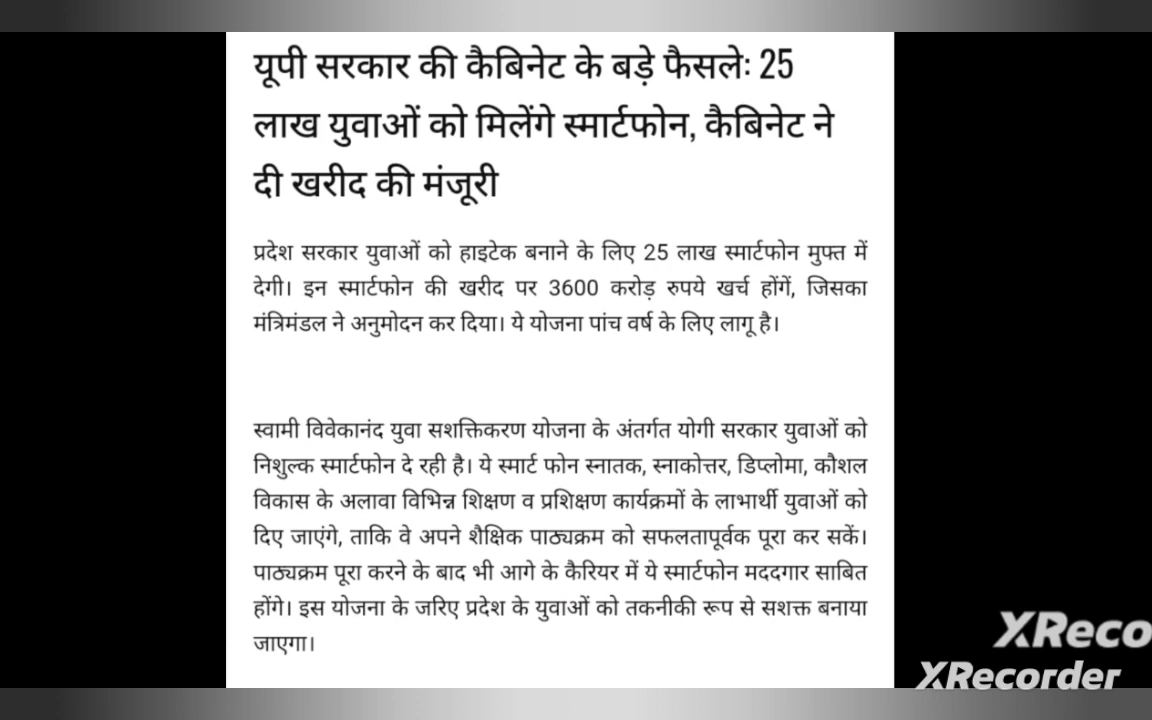 यूपी सरकार की कैबिनेट के बड़े फैसलेः 25
लाख युवाओं को मिलेंगे स्मार्टफोन, कैबिनेट ने
दी खरीद की मंजूरी
प्रदेश सरकार युवाओं को हाइटेक बनाने के लिए 25 लाख स्मार्टफोन मुफ्त में
देगी। इन स्मार्टफोन की खरीद पर 3600 करोड़ रुपये खर्च होंगें, जिसका
मंत्रिमंडल ने अनुमोदन कर दिया। ये योजना पांच वर्ष के लिए लागू है।
स्वामी विवेकानंद युवा सशक्तिकरण योजना के अंतर्गत योगी सरकार युवाओं को
निशुल्क स्मार्टफोन दे रही है। ये स्मार्ट फोन स्नातक, स्नाकोत्तर, डिप्लोमा, कौशल
विकास के अलावा विभिन्न शिक्षण व प्रशिक्षण कार्यक्रमों के लाभार्थी युवाओं को
दिए जाएंगे, ताकि वे अपने शैक्षिक पाठ्यक्रम को सफलतापूर्वक पूरा कर सकें।
पाठ्यक्रम पूरा करने के बाद भी आगे के कैरियर में ये स्मार्टफोन मददगार साबित
होंगे। इस योजना के जरिए प्रदेश के युवाओं को तकनीकी रूप से सशक्त बनाया
जाएगा।
XReco
XRecorder